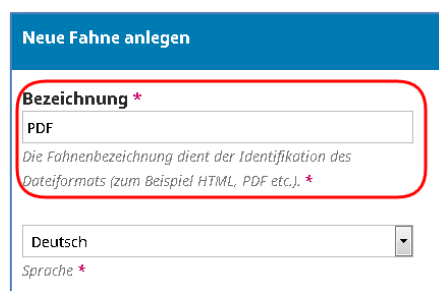 Neue Fahne anlegen
Bezeichnung *
PDF
Die Fahnenbezeichnung dient der Identifikation des
Dateiformats (zum Beispiel HTML, PDF etc.). *
Deutsch
Sprache *